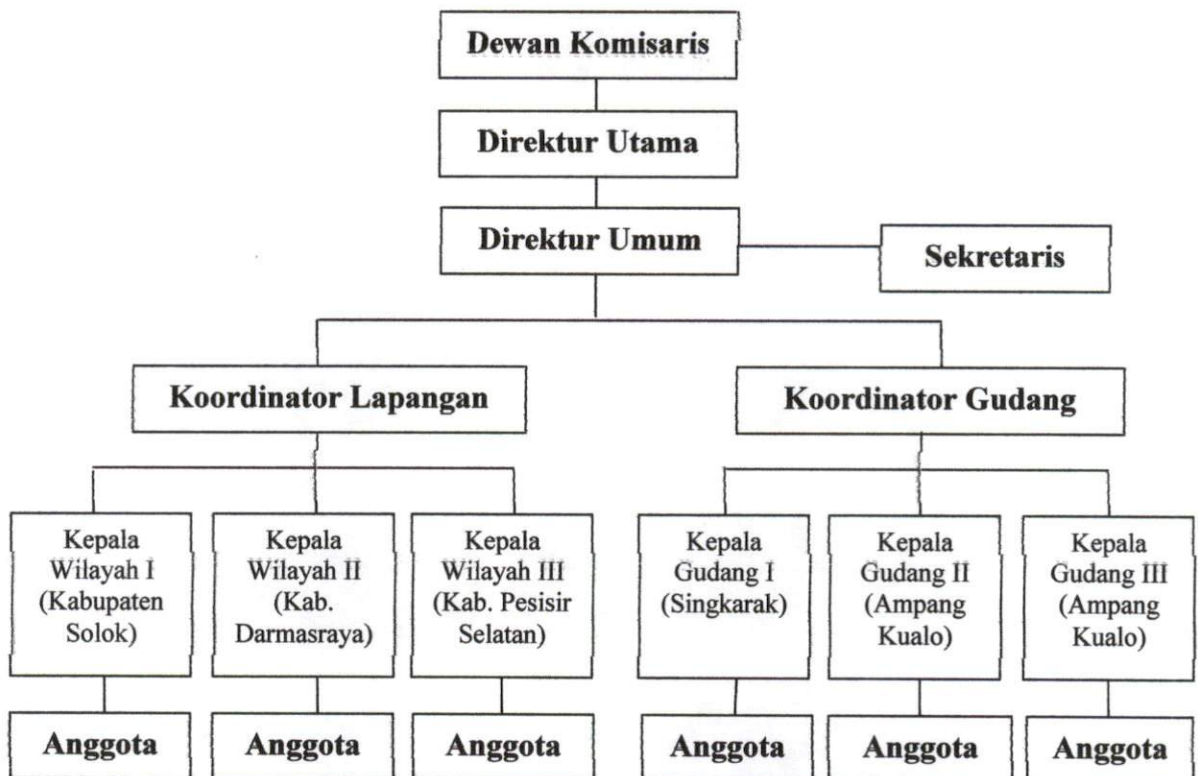 Dewan Komisaris
Direktur Utama
Direktur Umum
Sekretaris
Koordinator Lapangan
Koordinator Gudang
Kepala
Wilayah I
(Kabupaten
Solok)
Kepala
Wilayah II
(Kab.
Darmasraya)
Kepala
Wilayah III
(Kab. Pesisir
Selatan)
Kepala
Gudang I
(Singkarak)
Kepala
Gudang II
(Ampang
Kualo)
Kepala
Gudang III
(Ampang
Kualo)
Anggota
Anggota
Anggota
Anggota
Anggota
Anggota